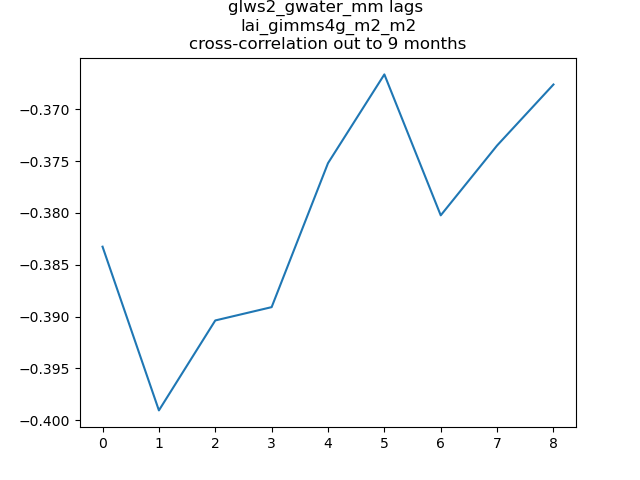 glws2_gwater_mm lags
lai_gimms4g_m2_m2
cross-correlation out to 9 months
−0.370
−0.375
−0.380
−0.385
−0.390
−0.395
−0.400
0 1 2 3 4 5 6 7 8